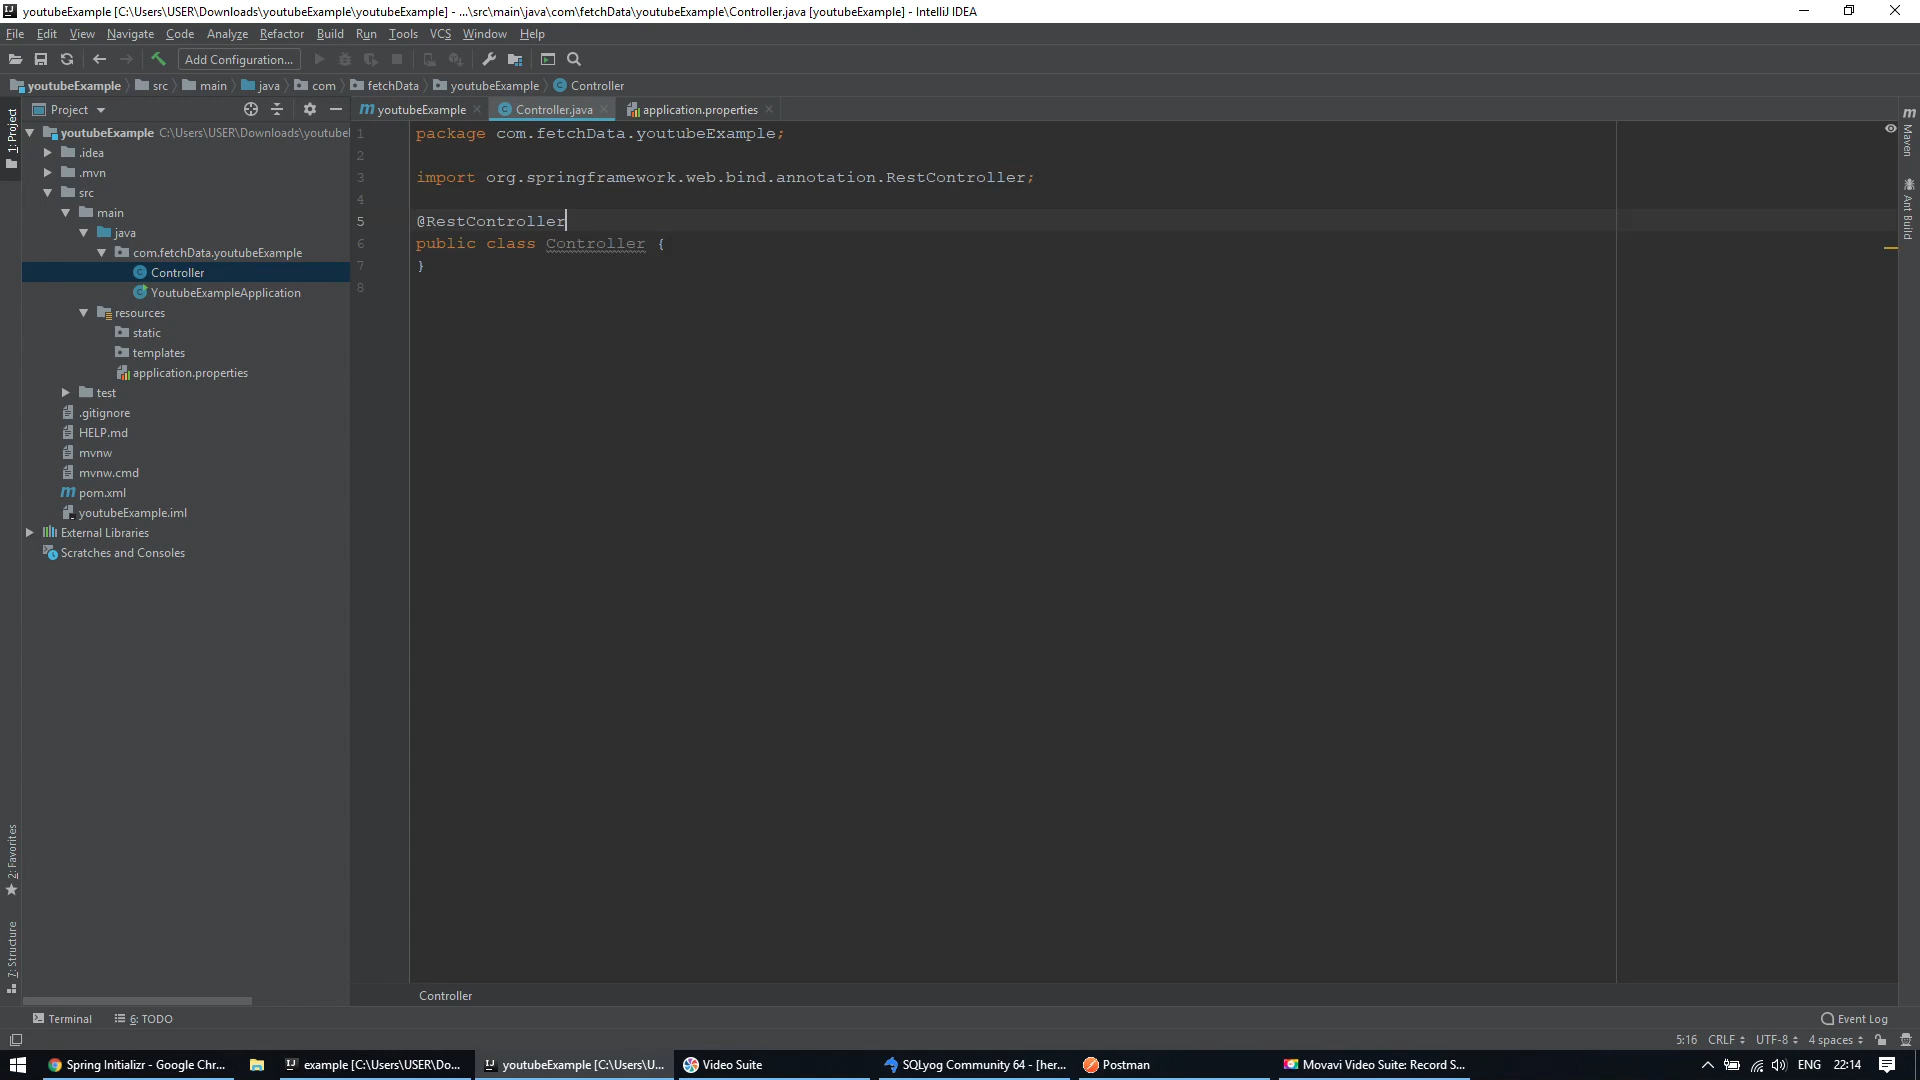 youtubeExample [C:\Users\USER\Downloads\youtubeExample\youtubeExample] - ...\src\main\java\com\fetchData\youtubeExample\Controller.java [youtubeExample] - IntelliJ IDEA
File Edit View Navigate Code Analyze Refactor Build Run Tools VCS Window Help
Add Configuration...
youtubeExample src main java com fetchData youtubeExample Controller
Project
youtubeExample Controller.java application.properties
1: Project
youtubeExample C:\Users\USER\Downloads\youtubel
.idea
.mvn
src
main
java
com.fetchData.youtubeExample
Controller
YoutubeExampleApplication
resources
static
templates
application.properties
test
.gitignore
HELP.md
mvnw
mvnw.cmd
pom.xml
youtubeExample.iml
External Libraries
Scratches and Consoles
1 package com.fetchData.youtubeExample;
2
3 import org.springframework.web.bind.annotation.RestController;
4
5 @RestController
6 public class Controller {
7 }
8
Maven
Ant Build
2: Favorites
7: Structure
Controller
Terminal 6: TODO
Event Log
5:16 CRLF UTF-8 4 spaces
Spring Initializr - Google Chr... example [C:\Users\USER\Do... youtubeExample [C:\Users\U... Video Suite SQLyog Community 64 - [her... Postman Movavi Video Suite: Record S... ENG 22:14